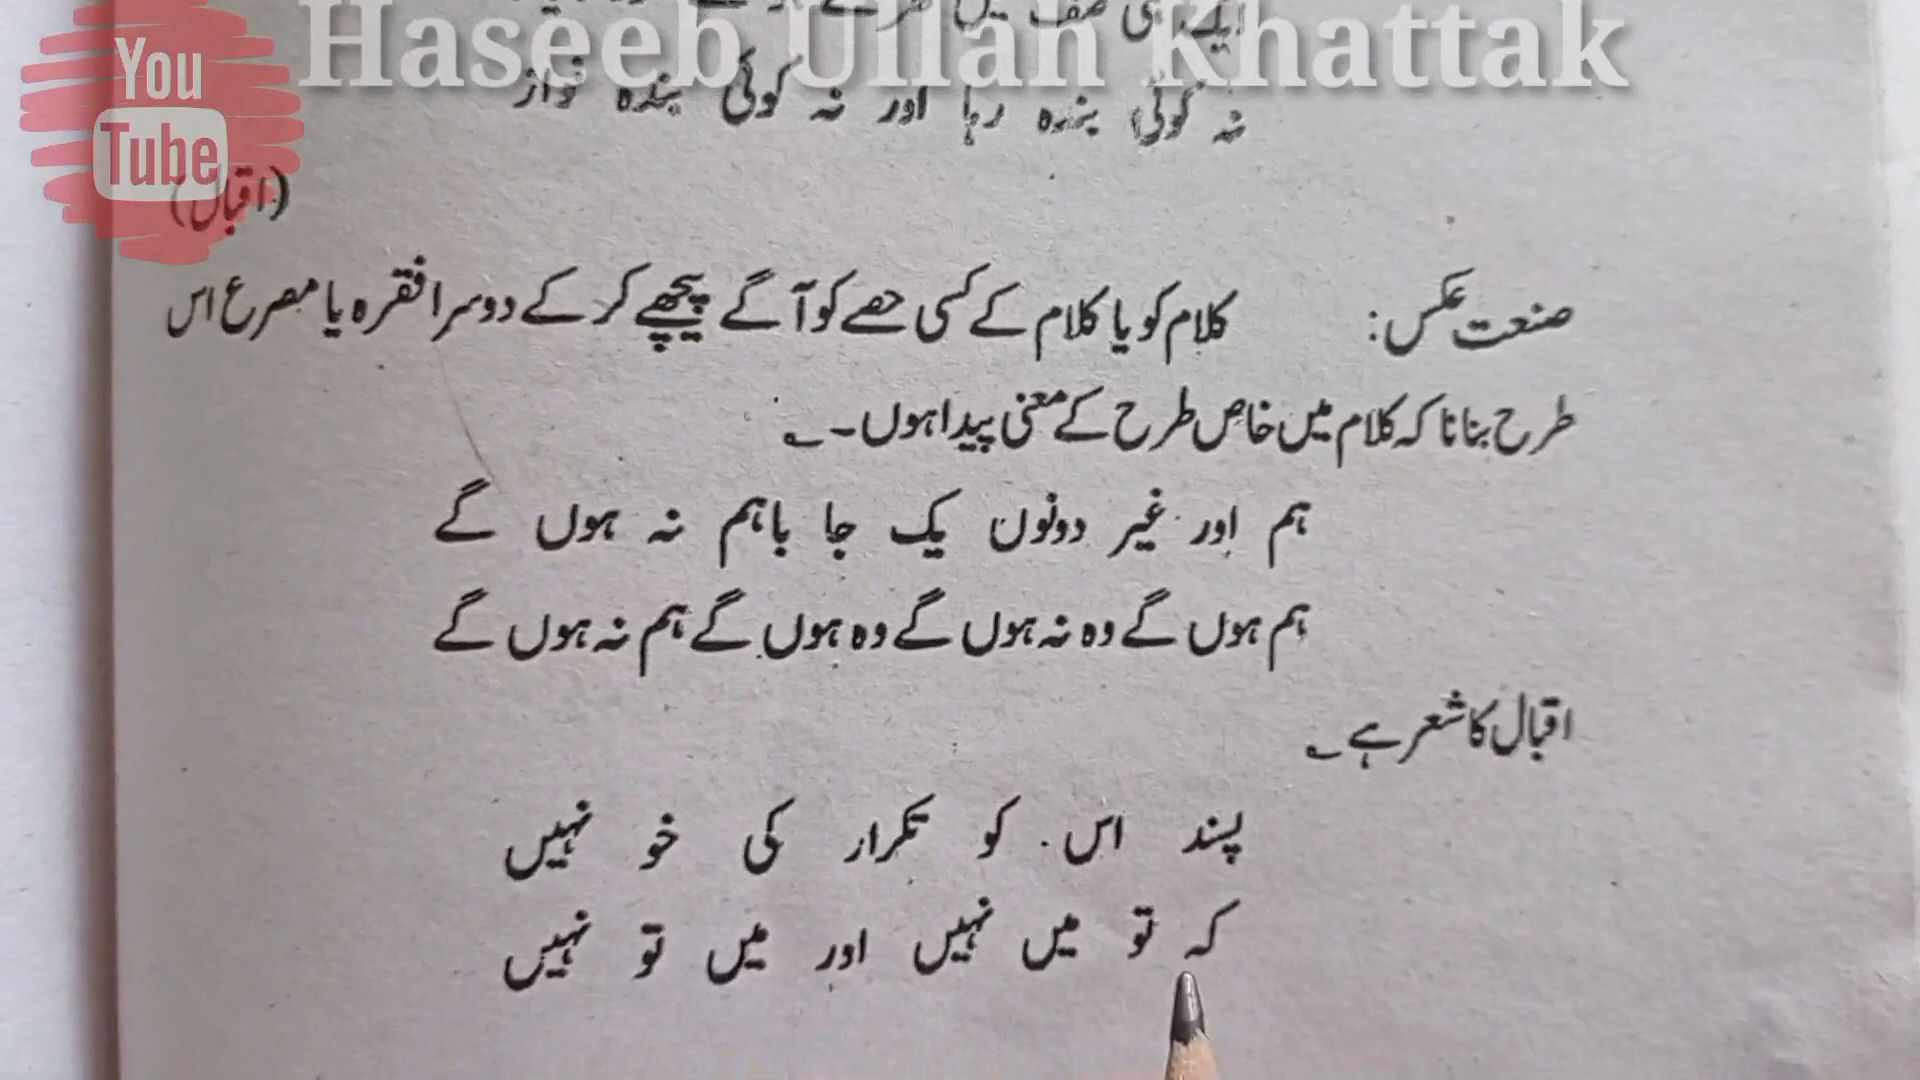 Haseeb Ullah Khattak
You
Tube
نہ کوئی بندہ رہا اور نہ کوئی بندہ نواز
(اقبال)
صنعت عکس: کلام کو یا کلام کے کسی حصے کو آگے پیچھے کر کے دوسرا فقرہ یا مصرع اس
طرح بنانا کہ کلام میں خاص طرح کے معنی پیدا ہوں۔ ؎
ہم اور غیر دونوں یک جا باہم نہ ہوں گے
ہم ہوں گے وہ نہ ہوں گے وہ ہوں گے ہم نہ ہوں گے
اقبال کا شعر ہے ؎
پسند اس کو تکرار کی خو نہیں
کہ تو میں نہیں اور میں تو نہیں